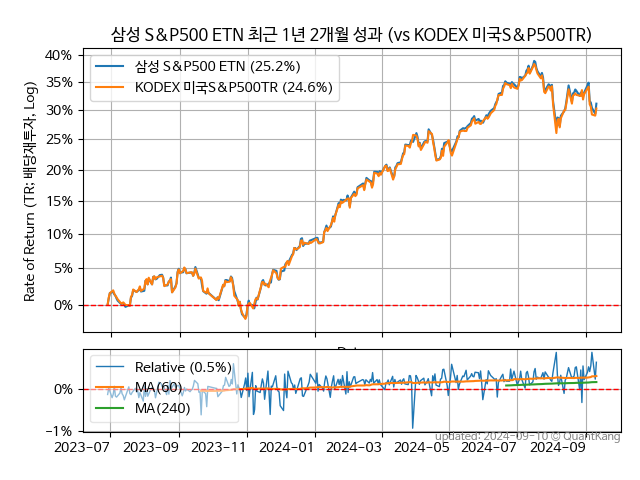 삼성 S&P500 ETN 최근 1년 2개월 성과 (vs KODEX 미국S&P500TR)
Rate of Return (TR: 배당재투자, Log)
40%
35%
30%
25%
20%
15%
10%
5%
0%
삼성 S&P500 ETN (25.2%)
KODEX 미국S&P500TR (24.6%)
0%
−1%
Relative (0.5%)
MA(60)
MA(240)
updated: 2024-09-10 © QuantKang
2023-07 2023-09 2023-11 2024-01 2024-03 2024-05 2024-07 2024-09